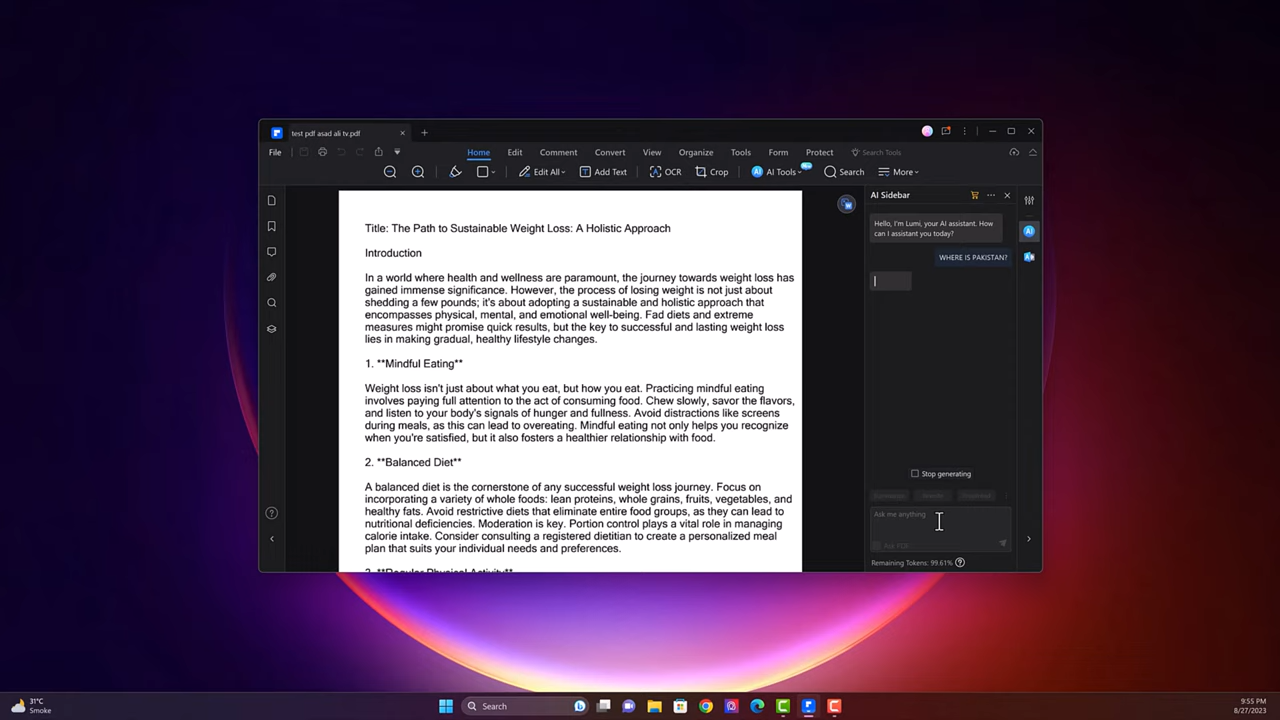 test pdf asad ali tv.pdf
File
Home
Edit
Comment
Convert
View
Organize
Tools
Form
Protect
Search Tools
Edit All
Add Text
OCR
Crop
AI Tools
Search
More
Title: The Path to Sustainable Weight Loss: A Holistic Approach
Introduction
In a world where health and wellness are paramount, the journey towards weight loss has
gained immense significance. However, the process of losing weight is not just about
shedding a few pounds; it's about adopting a sustainable and holistic approach that
encompasses physical, mental, and emotional well-being. Fad diets and extreme
measures might promise quick results, but the key to successful and lasting weight loss
lies in making gradual, healthy lifestyle changes.
1. **Mindful Eating**
Weight loss isn't just about what you eat, but how you eat. Practicing mindful eating
involves paying full attention to the act of consuming food. Chew slowly, savor the flavors,
and listen to your body's signals of hunger and fullness. Avoid distractions like screens
during meals, as this can lead to overeating. Mindful eating not only helps you recognize
when you're satisfied, but it also fosters a healthier relationship with food.
2. **Balanced Diet**
A balanced diet is the cornerstone of any successful weight loss journey. Focus on
incorporating a variety of whole foods: lean proteins, whole grains, fruits, vegetables, and
healthy fats. Avoid restrictive diets that eliminate entire food groups, as they can lead to
nutritional deficiencies. Moderation is key. Portion control plays a vital role in managing
calorie intake. Consider consulting a registered dietitian to create a personalized meal
plan that suits your individual needs and preferences.
3. **Regular Physical Activity**
AI Sidebar
Hello, I'm Lumi, your AI assistant. How
can I assistant you today?
WHERE IS PAKISTAN?
Stop generating
Ask me anything
Ask PDF
Remaining Tokens: 99.61%
31°C
Smoke
Search
9:55 PM
8/27/2023